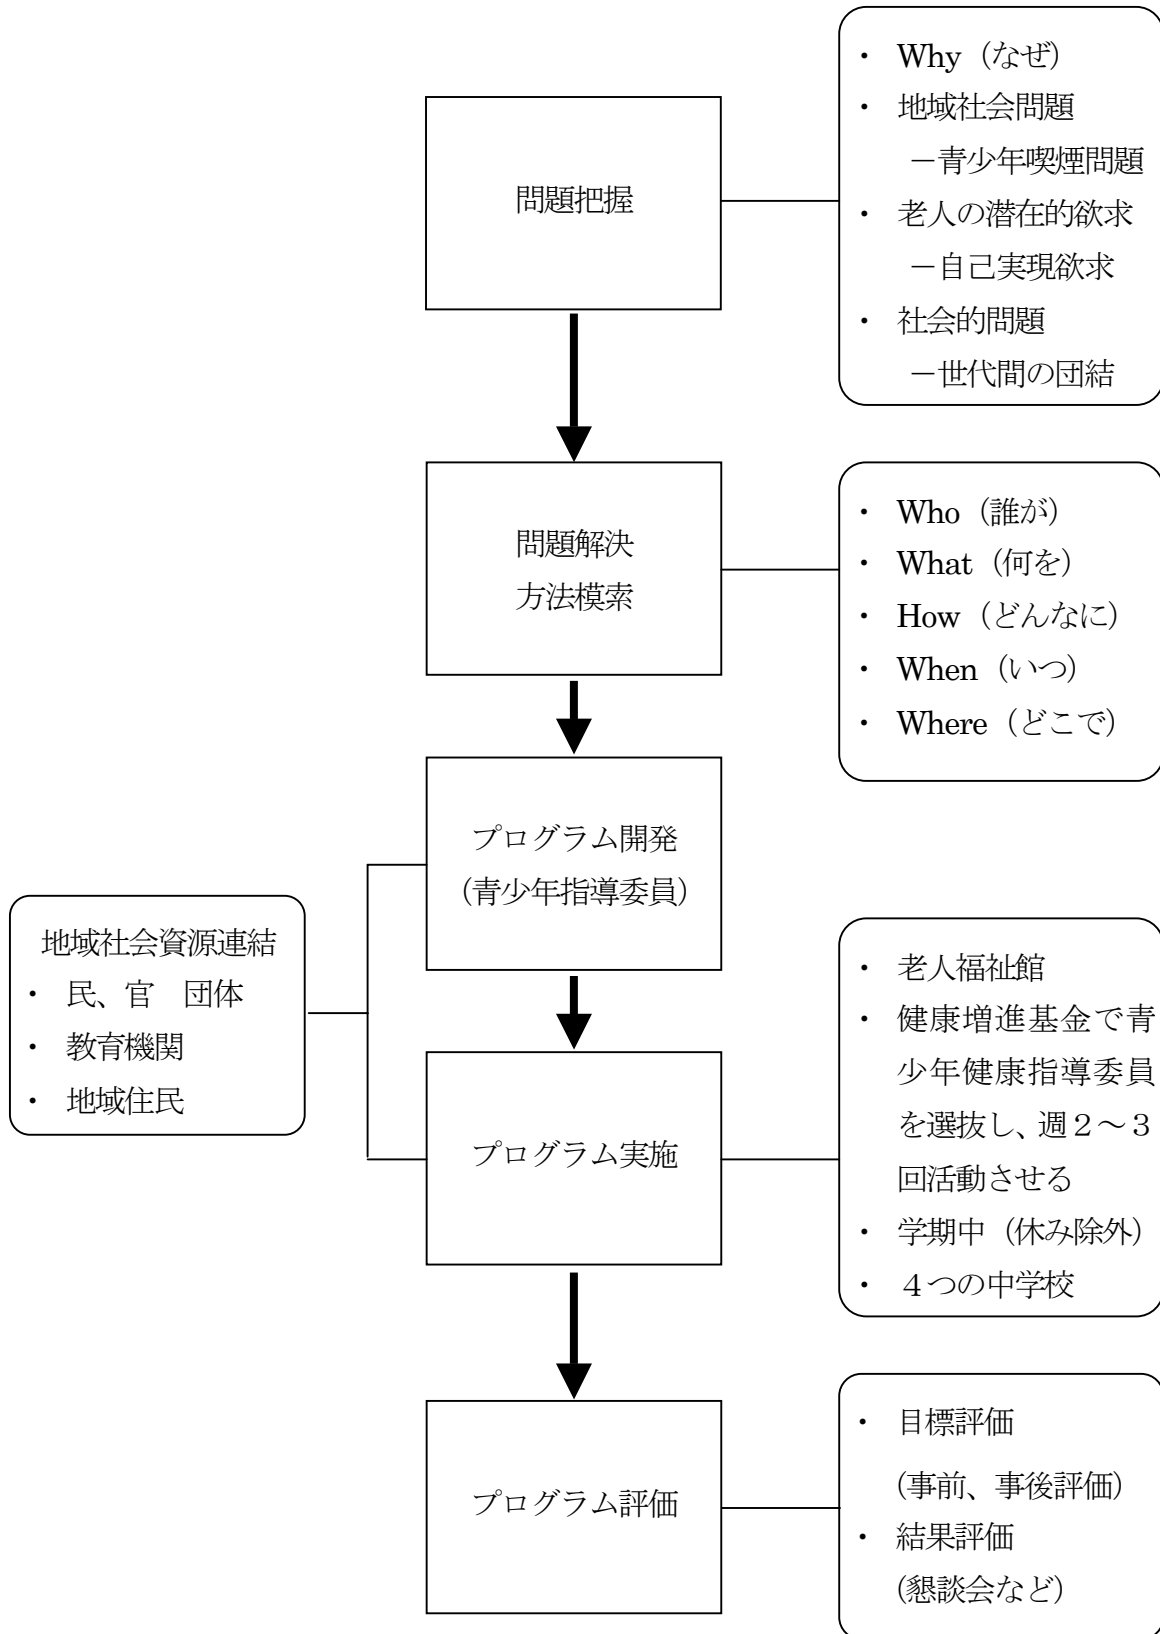 問題把握
・ Why（なぜ）
・ 地域社会問題
－青少年喫煙問題
・ 老人の潜在的欲求
－自己実現欲求
・ 社会的問題
－世代間の団結
問題解決
方法模索
・ Who（誰が）
・ What（何を）
・ How（どんなに）
・ When（いつ）
・ Where（どこで）
プログラム開発
（青少年指導委員）
地域社会資源連結
・ 民、官　団体
・ 教育機関
・ 地域住民
プログラム実施
・ 老人福祉館
・ 健康増進基金で青
少年健康指導委員
を選抜し、週２～３
回活動させる
・ 学期中（休み除外）
・ ４つの中学校
プログラム評価
・ 目標評価
（事前、事後評価）
・ 結果評価
（懇談会など）